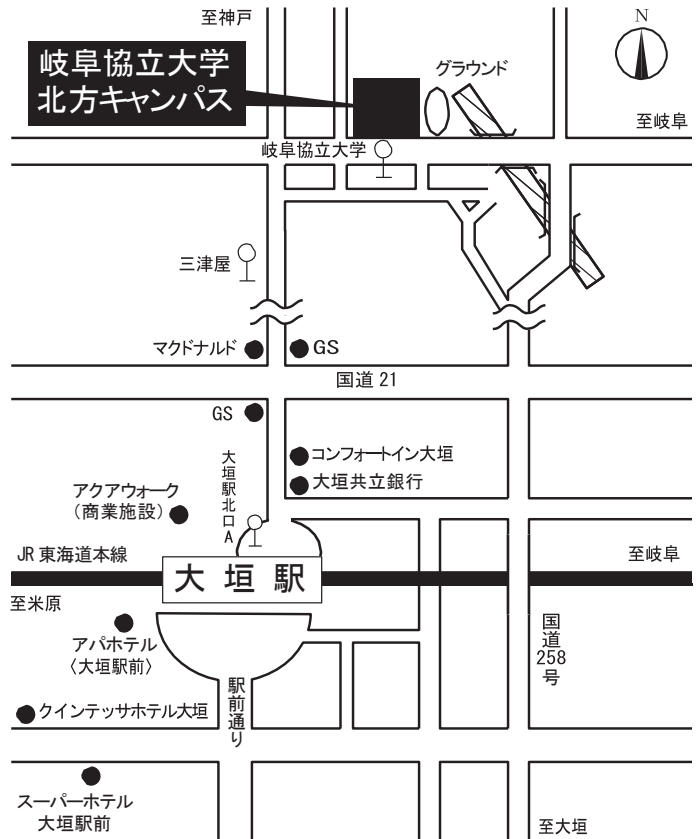 至神戸
N
岐阜協立大学
北方キャンパス
グラウンド
至岐阜
岐阜協立大学
三津屋
マクドナルド
GS
国道 21
GS
大垣駅北口A
コンフォートイン大垣
大垣共立銀行
アクアウォーク
(商業施設)
JR 東海道本線
大垣駅
至岐阜
至米原
アパホテル
〈大垣駅前〉
国道258号
駅前通り
クインテッサホテル大垣
スーパーホテル
大垣駅前
至大垣